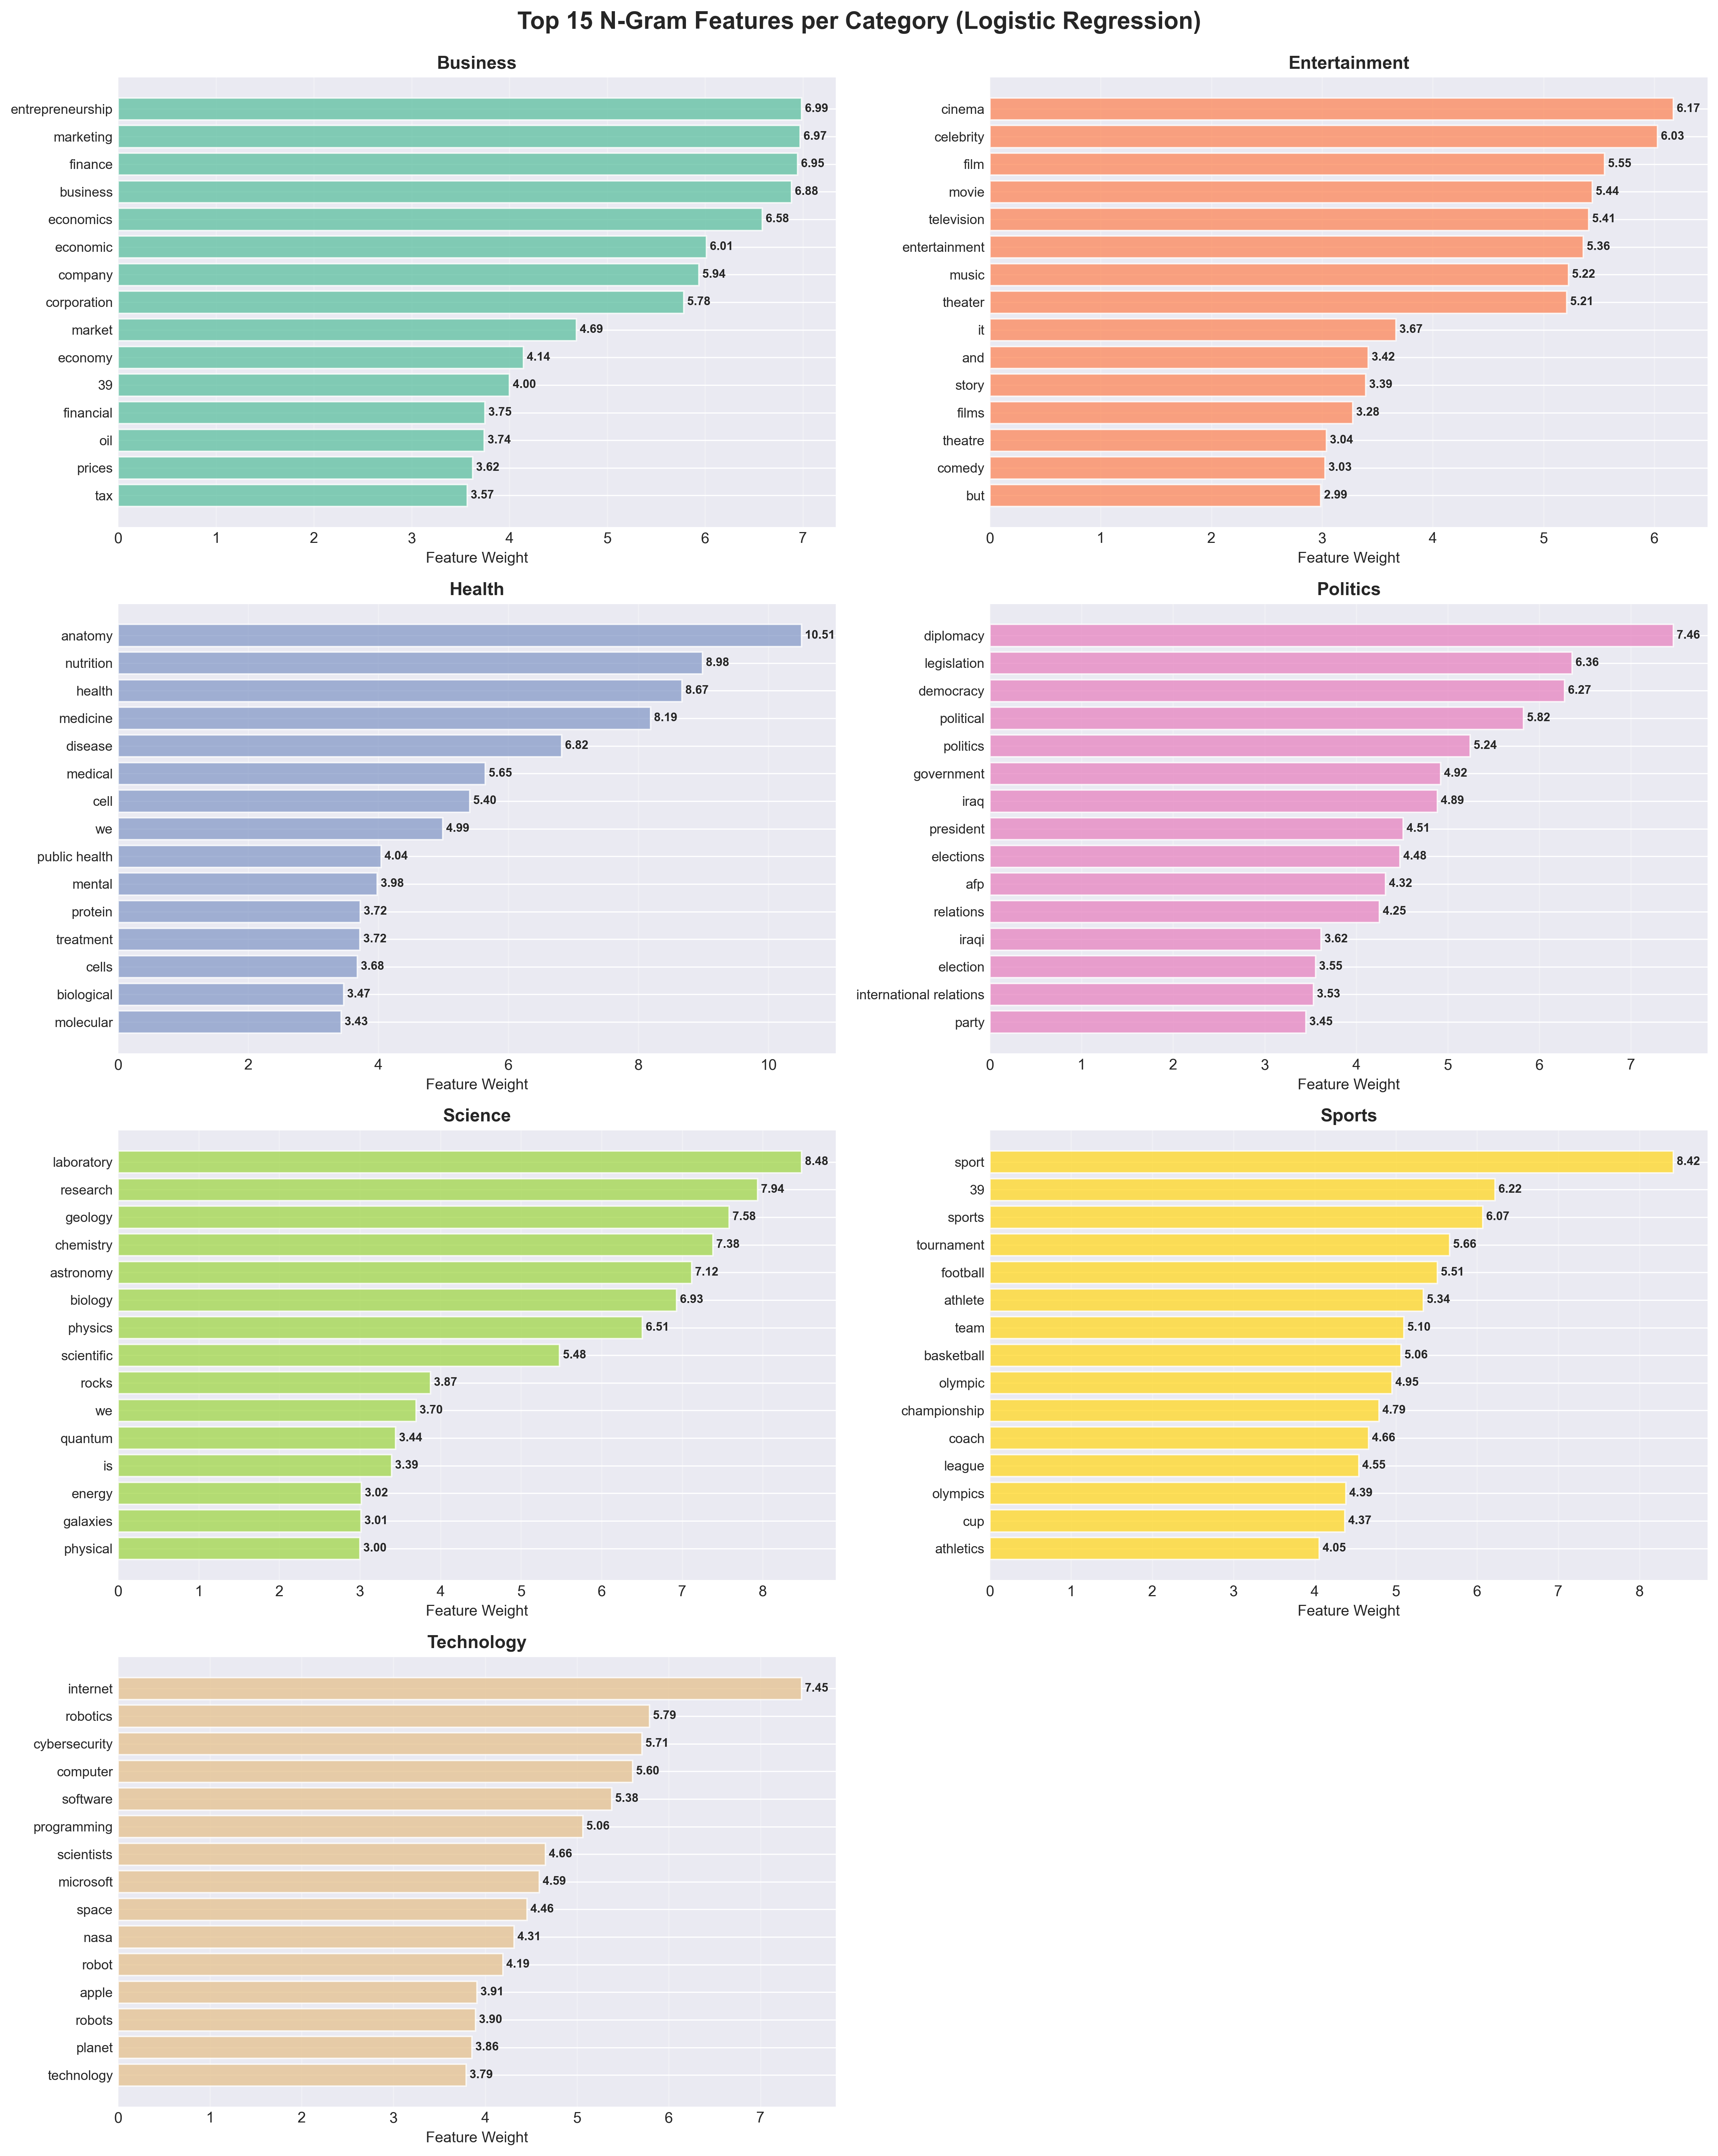 Top 15 N-Gram Features per Category (Logistic Regression)
Business
entrepreneurship 6.99
marketing 6.97
finance 6.95
business 6.88
economics 6.58
economic 6.01
company 5.94
corporation 5.78
market 4.69
economy 4.14
39 4.00
financial 3.75
oil 3.74
prices 3.62
tax 3.57
0 1 2 3 4 5 6 7
Feature Weight
Entertainment
cinema 6.17
celebrity 6.03
film 5.55
movie 5.44
television 5.41
entertainment 5.36
music 5.22
theater 5.21
it 3.67
and 3.42
story 3.39
films 3.28
theatre 3.04
comedy 3.03
but 2.99
0 1 2 3 4 5 6
Feature Weight
Health
anatomy 10.51
nutrition 8.98
health 8.67
medicine 8.19
disease 6.82
medical 5.65
cell 5.40
we 4.99
public health 4.04
mental 3.98
protein 3.72
treatment 3.72
cells 3.68
biological 3.47
molecular 3.43
0 2 4 6 8 10
Feature Weight
Politics
diplomacy 7.46
legislation 6.36
democracy 6.27
political 5.82
politics 5.24
government 4.92
iraq 4.89
president 4.51
elections 4.48
afp 4.32
relations 4.25
iraqi 3.62
election 3.55
international relations 3.53
party 3.45
0 1 2 3 4 5 6 7
Feature Weight
Science
laboratory 8.48
research 7.94
geology 7.58
chemistry 7.38
astronomy 7.12
biology 6.93
physics 6.51
scientific 5.48
rocks 3.87
we 3.70
quantum 3.44
is 3.39
energy 3.02
galaxies 3.01
physical 3.00
0 1 2 3 4 5 6 7 8
Feature Weight
Sports
sport 8.42
39 6.22
sports 6.07
tournament 5.66
football 5.51
athlete 5.34
team 5.10
basketball 5.06
olympic 4.95
championship 4.79
coach 4.66
league 4.55
olympics 4.39
cup 4.37
athletics 4.05
0 1 2 3 4 5 6 7 8
Feature Weight
Technology
internet 7.45
robotics 5.79
cybersecurity 5.71
computer 5.60
software 5.38
programming 5.06
scientists 4.66
microsoft 4.59
space 4.46
nasa 4.31
robot 4.19
apple 3.91
robots 3.90
planet 3.86
technology 3.79
0 1 2 3 4 5 6 7
Feature Weight